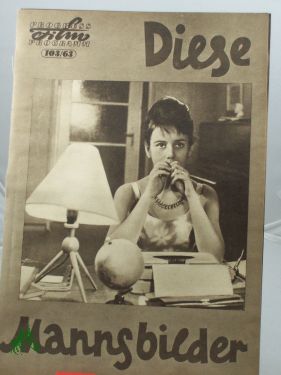 PROGRESS
Film
PROGRAMM
103/63
Diese
Mannsbilder